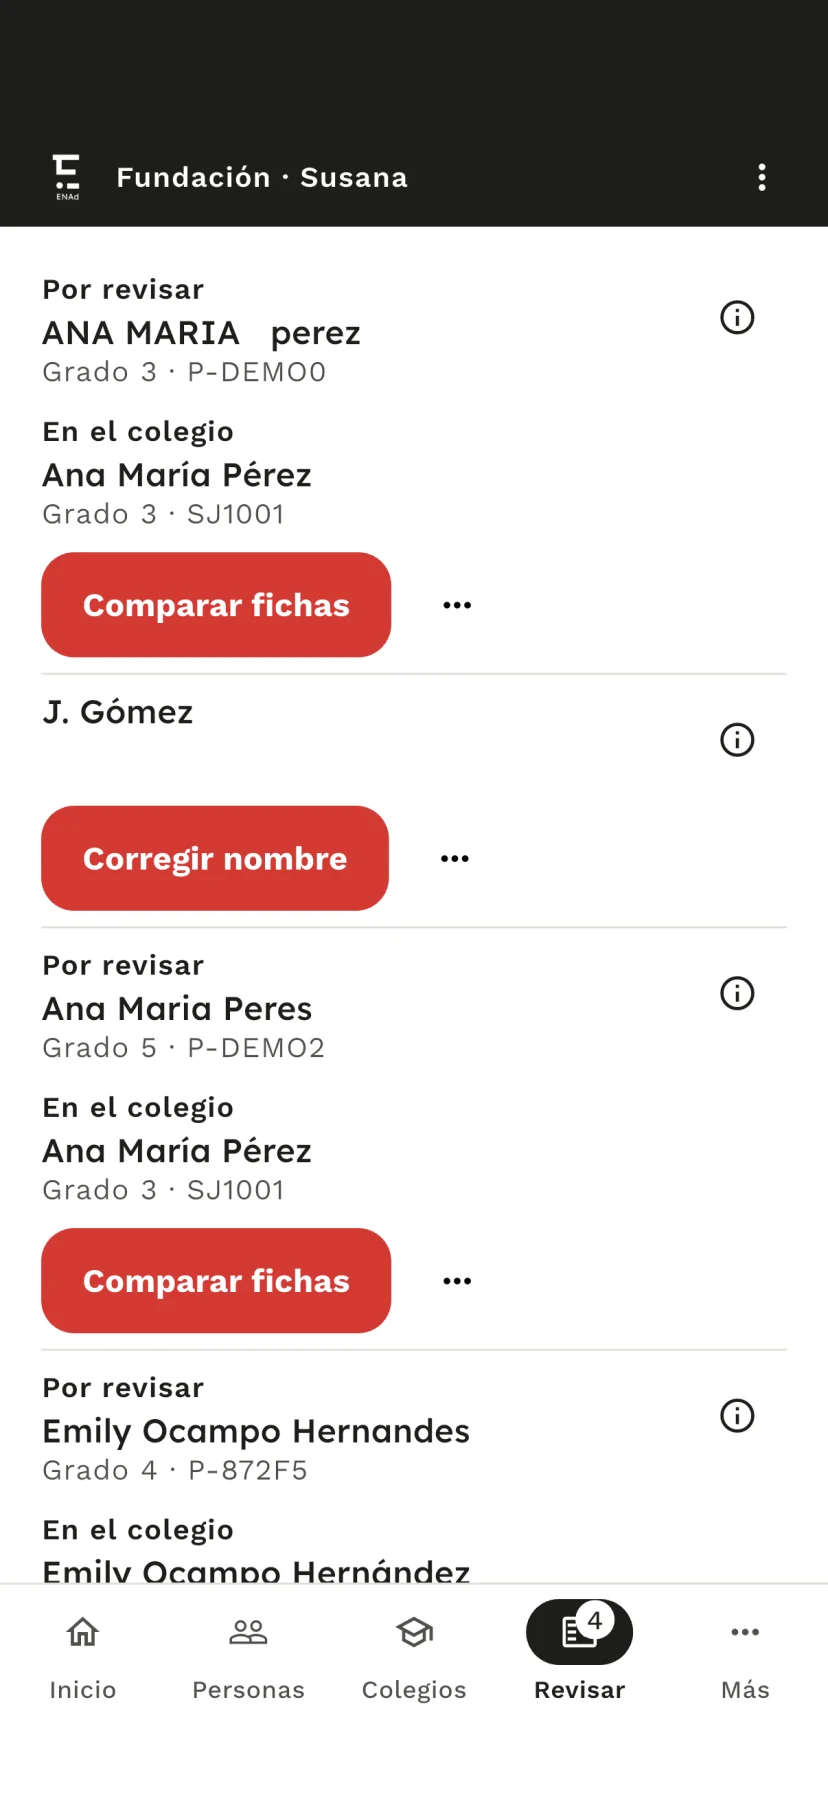 ENAd
Fundación · Susana
Por revisar
ANA MARIA   perez
Grado 3 · P-DEMO0
En el colegio
Ana María Pérez
Grado 3 · SJ1001
Comparar fichas
J. Gómez
Corregir nombre
Por revisar
Ana Maria Peres
Grado 5 · P-DEMO2
En el colegio
Ana María Pérez
Grado 3 · SJ1001
Comparar fichas
Por revisar
Emily Ocampo Hernandes
Grado 4 · P-872F5
En el colegio
Emily Ocampo Hernández
4
Inicio
Personas
Colegios
Revisar
Más